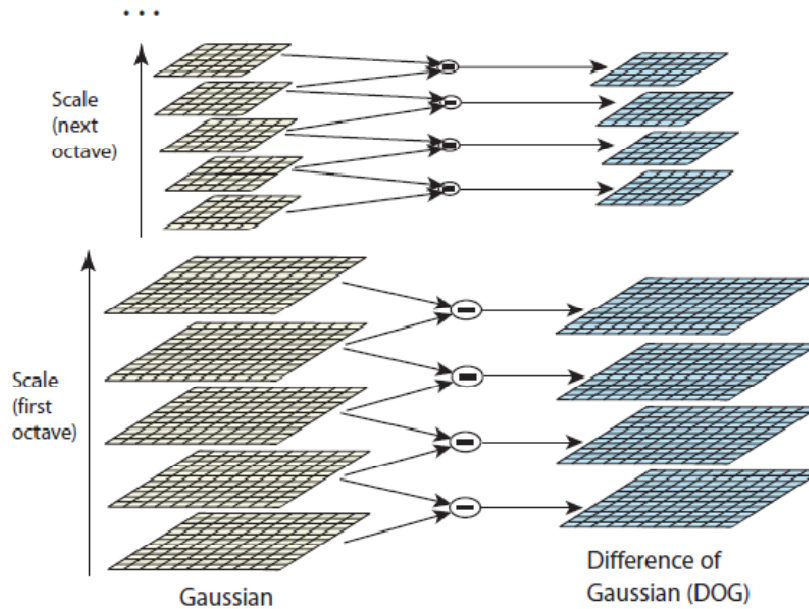 . . .
Scale
(next
octave)
Scale
(first
octave)
Gaussian
Difference of
Gaussian (DOG)